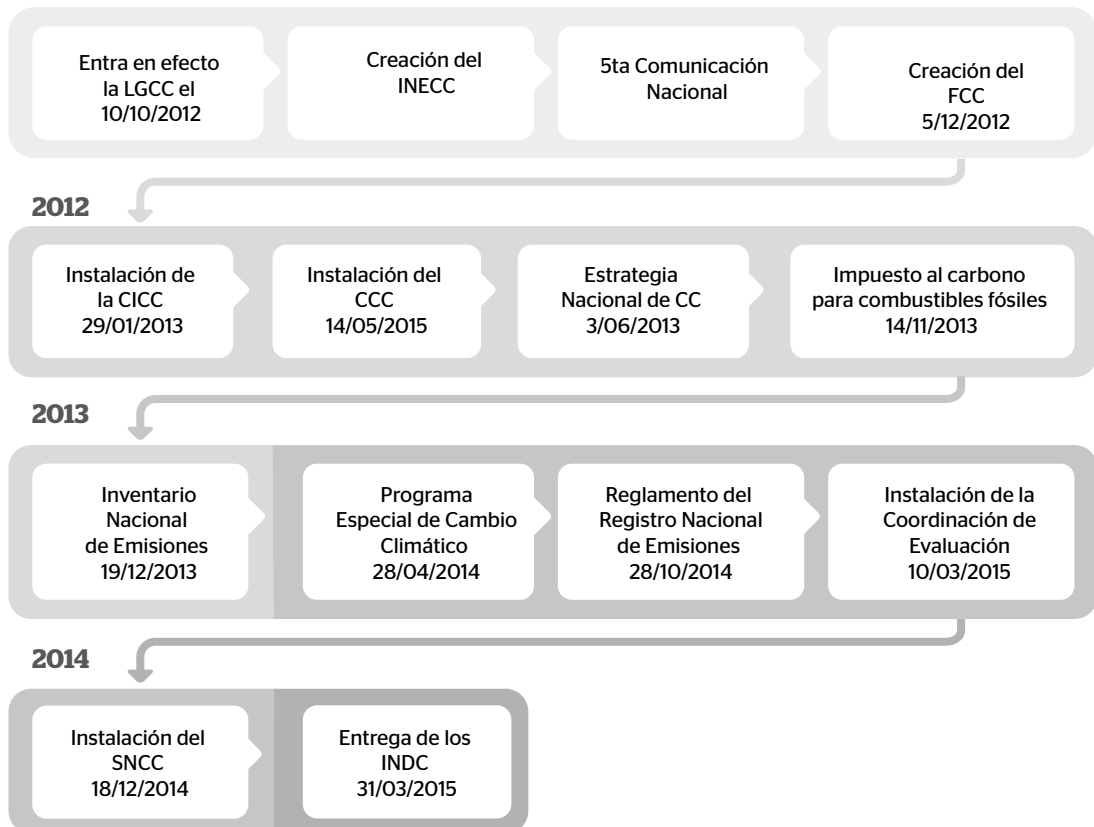 Entra en efecto
la LGCC el
10/10/2012
Creación del
INECC
5ta Comunicación
Nacional
Creación del
FCC
5/12/2012
2012
Instalación de
la CICC
29/01/2013
Instalación del
CCC
14/05/2015
Estrategia
Nacional de CC
3/06/2013
Impuesto al carbono
para combustibles fósiles
14/11/2013
2013
Inventario
Nacional
de Emisiones
19/12/2013
Programa
Especial de Cambio
Climático
28/04/2014
Reglamento del
Registro Nacional
de Emisiones
28/10/2014
Instalación de la
Coordinación de
Evaluación
10/03/2015
2014
Instalación del
SNCC
18/12/2014
Entrega de los
INDC
31/03/2015